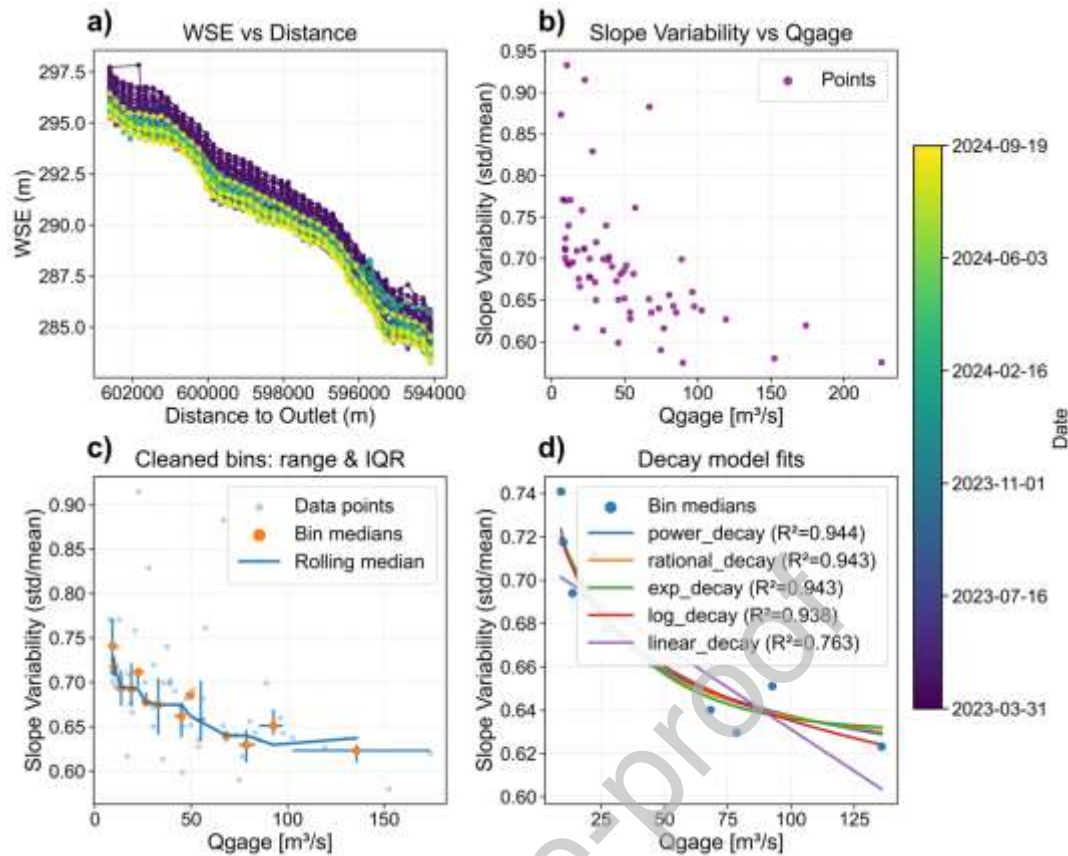 a)
WSE vs Distance
297.5
295.0
292.5
290.0
287.5
285.0
WSE (m)
602000 600000 598000 596000 594000
Distance to Outlet (m)
b)
Slope Variability vs Qgage
Points
0.95
0.90
0.85
0.80
0.75
0.70
0.65
0.60
Slope Variability (std/mean)
0 50 100 150 200
Qgage [m³/s]
2024-09-19
2024-06-03
2024-02-16
2023-11-01
2023-07-16
2023-03-31
Date
c)
Cleaned bins: range & IQR
Data points
Bin medians
Rolling median
0.90
0.85
0.80
0.75
0.70
0.65
0.60
Slope Variability (std/mean)
0 50 100 150
Qgage [m³/s]
d)
Decay model fits
Bin medians
power_decay (R²=0.944)
rational_decay (R²=0.943)
exp_decay (R²=0.943)
log_decay (R²=0.938)
linear_decay (R²=0.763)
0.74
0.72
0.70
0.68
0.66
0.64
0.62
0.60
Slope Variability (std/mean)
25 50 75 100 125
Qgage [m³/s]
e-proof